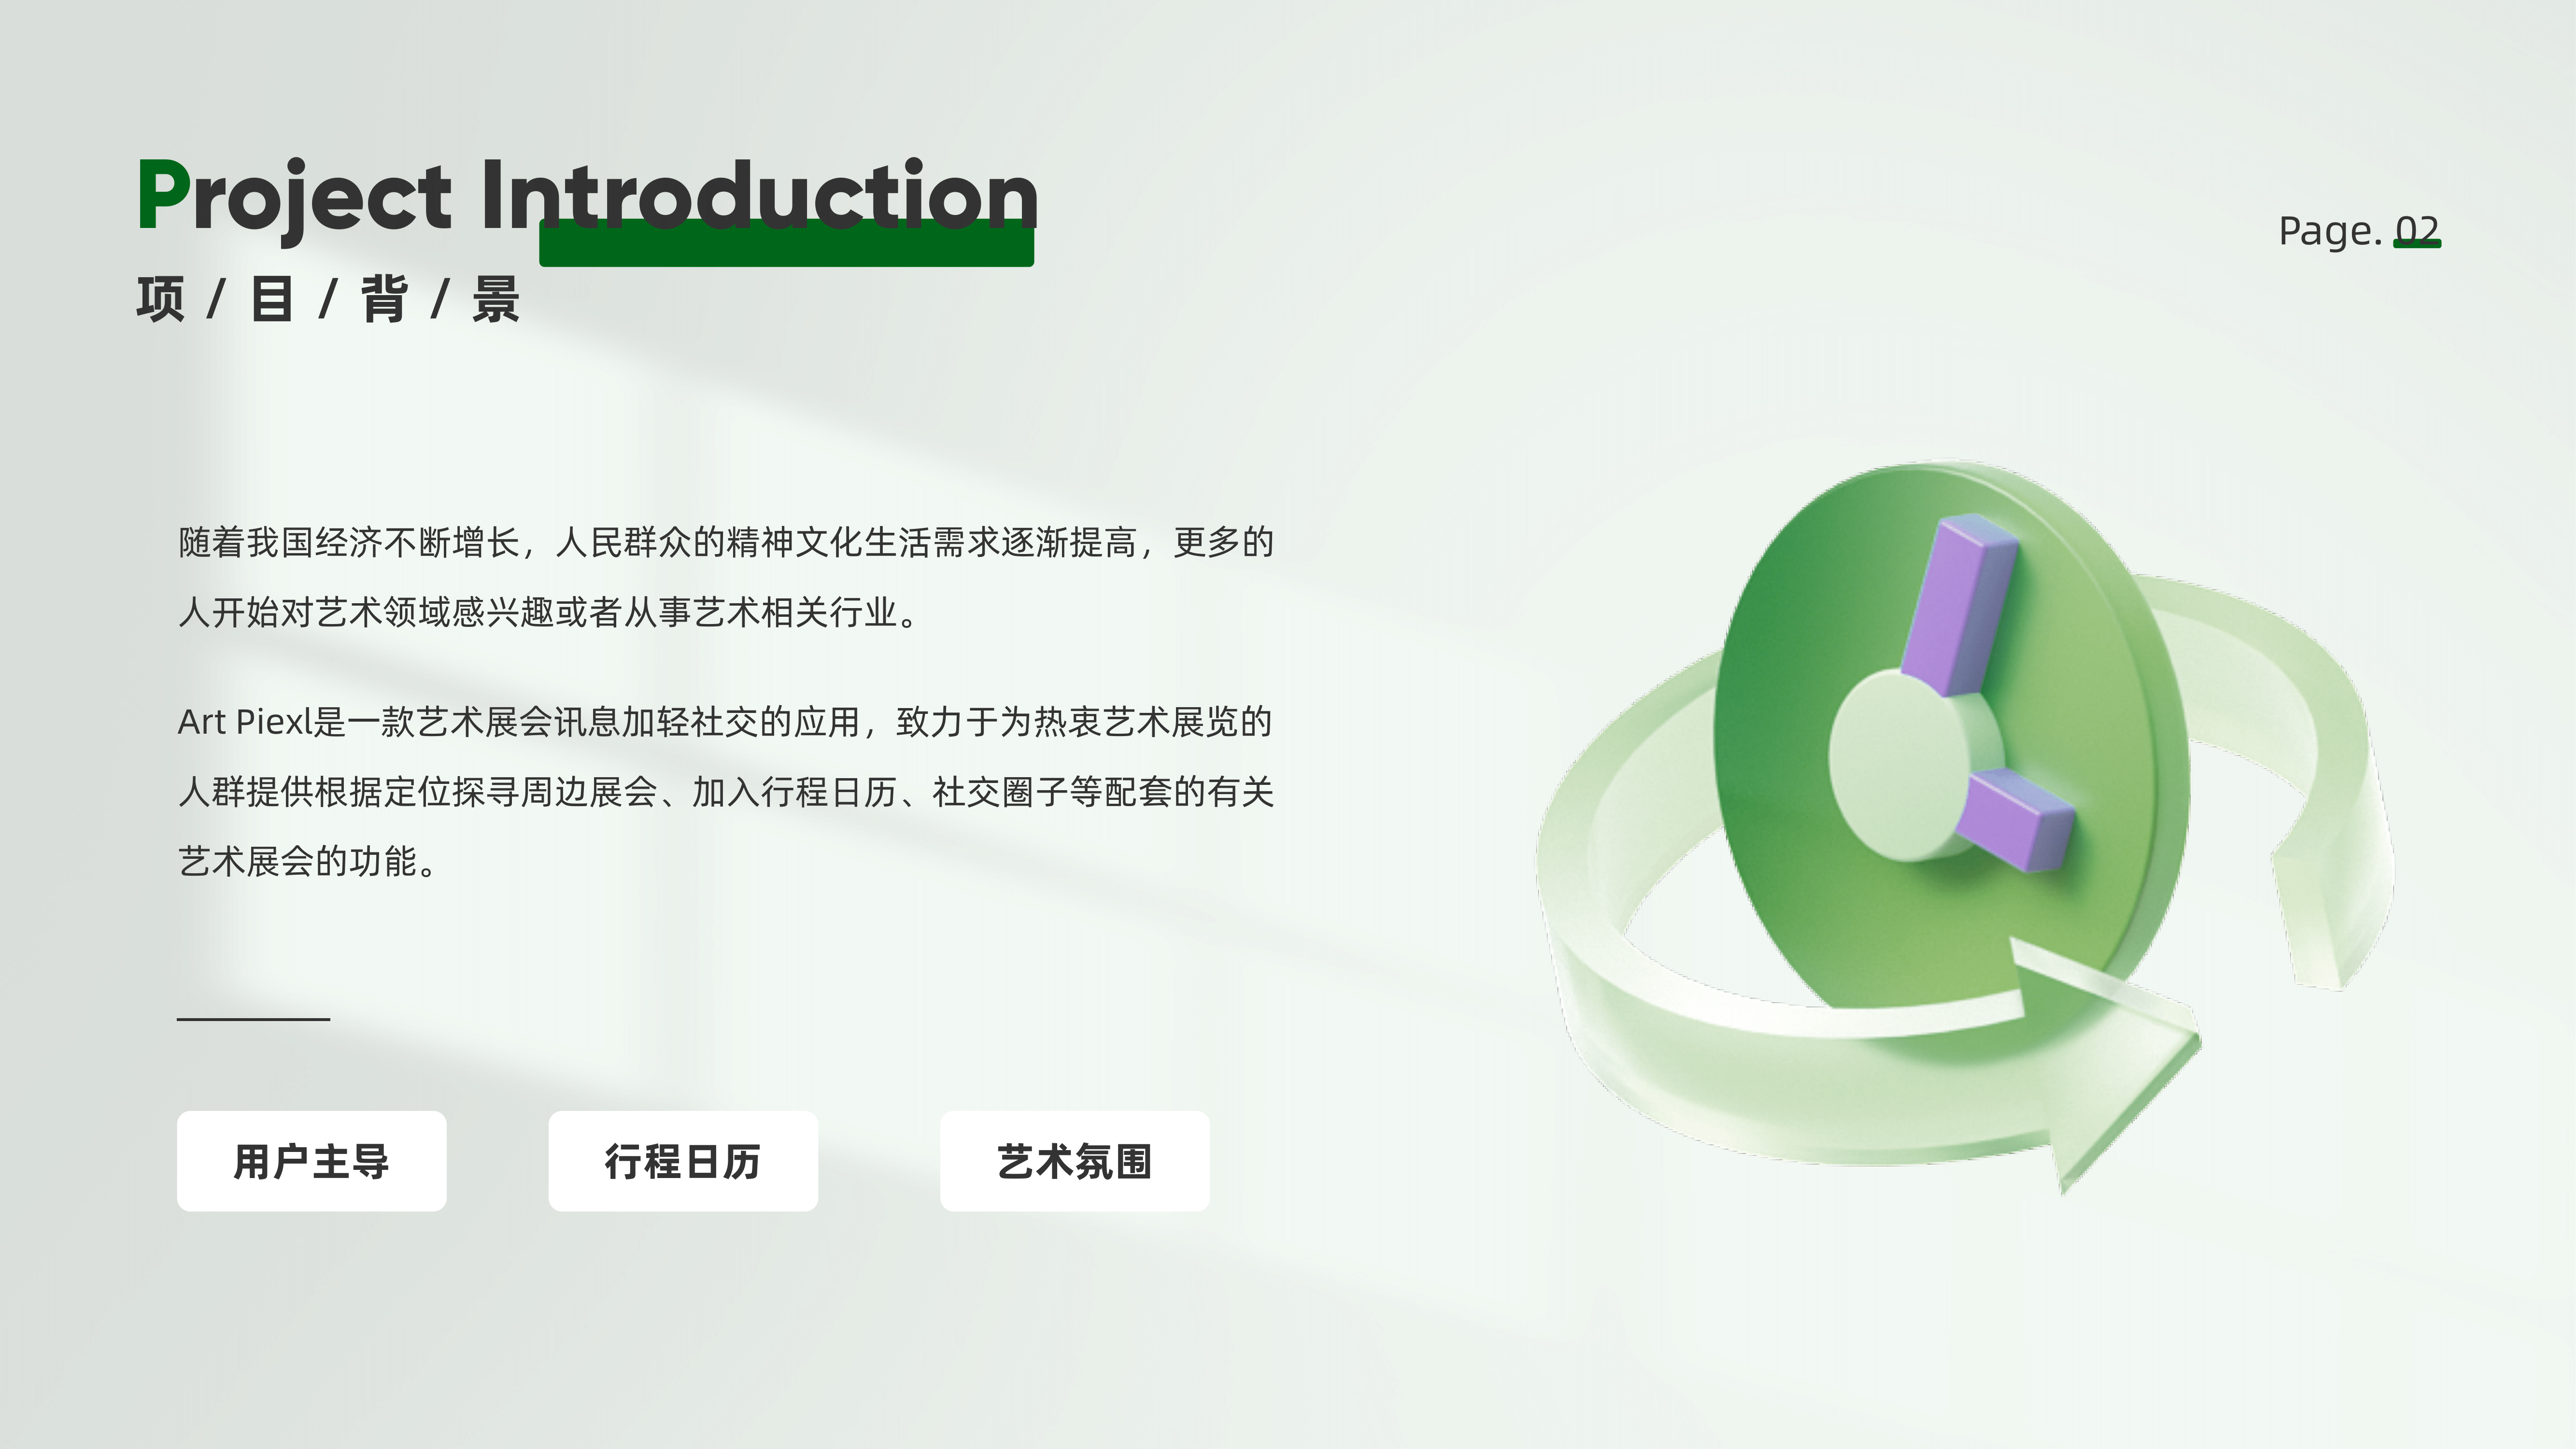 Project Introduction
Page. 02
项 / 目 / 背 / 景
随着我国经济不断增长，人民群众的精神文化生活需求逐渐提高，更多的
人开始对艺术领域感兴趣或者从事艺术相关行业。
Art Piexl是一款艺术展会讯息加轻社交的应用，致力于为热衷艺术展览的
人群提供根据定位探寻周边展会、加入行程日历、社交圈子等配套的有关
艺术展会的功能。
用户主导
行程日历
艺术氛围